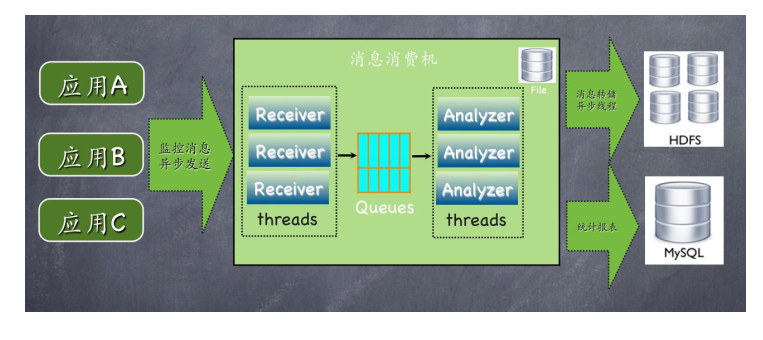 应用A
应用B
应用C
监控消息
异步发送
消息消费机
File
Receiver
Receiver
Receiver
threads
Queues
Analyzer
Analyzer
Analyzer
threads
消息转储
异步线程
HDFS
统计报表
MySQL